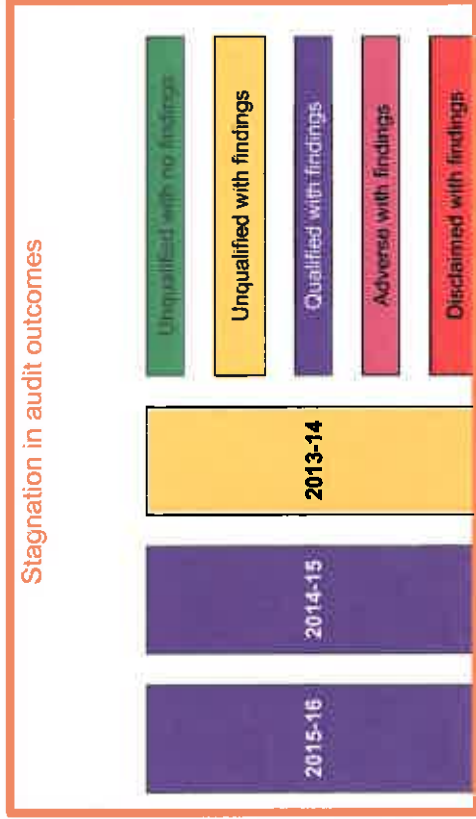 Stagnation in audit outcomes
Unqualified with no findings
Unqualified with findings
Qualified with findings
Adverse with findings
Disclaimed with findings
2013-14
2014-15
2015-16